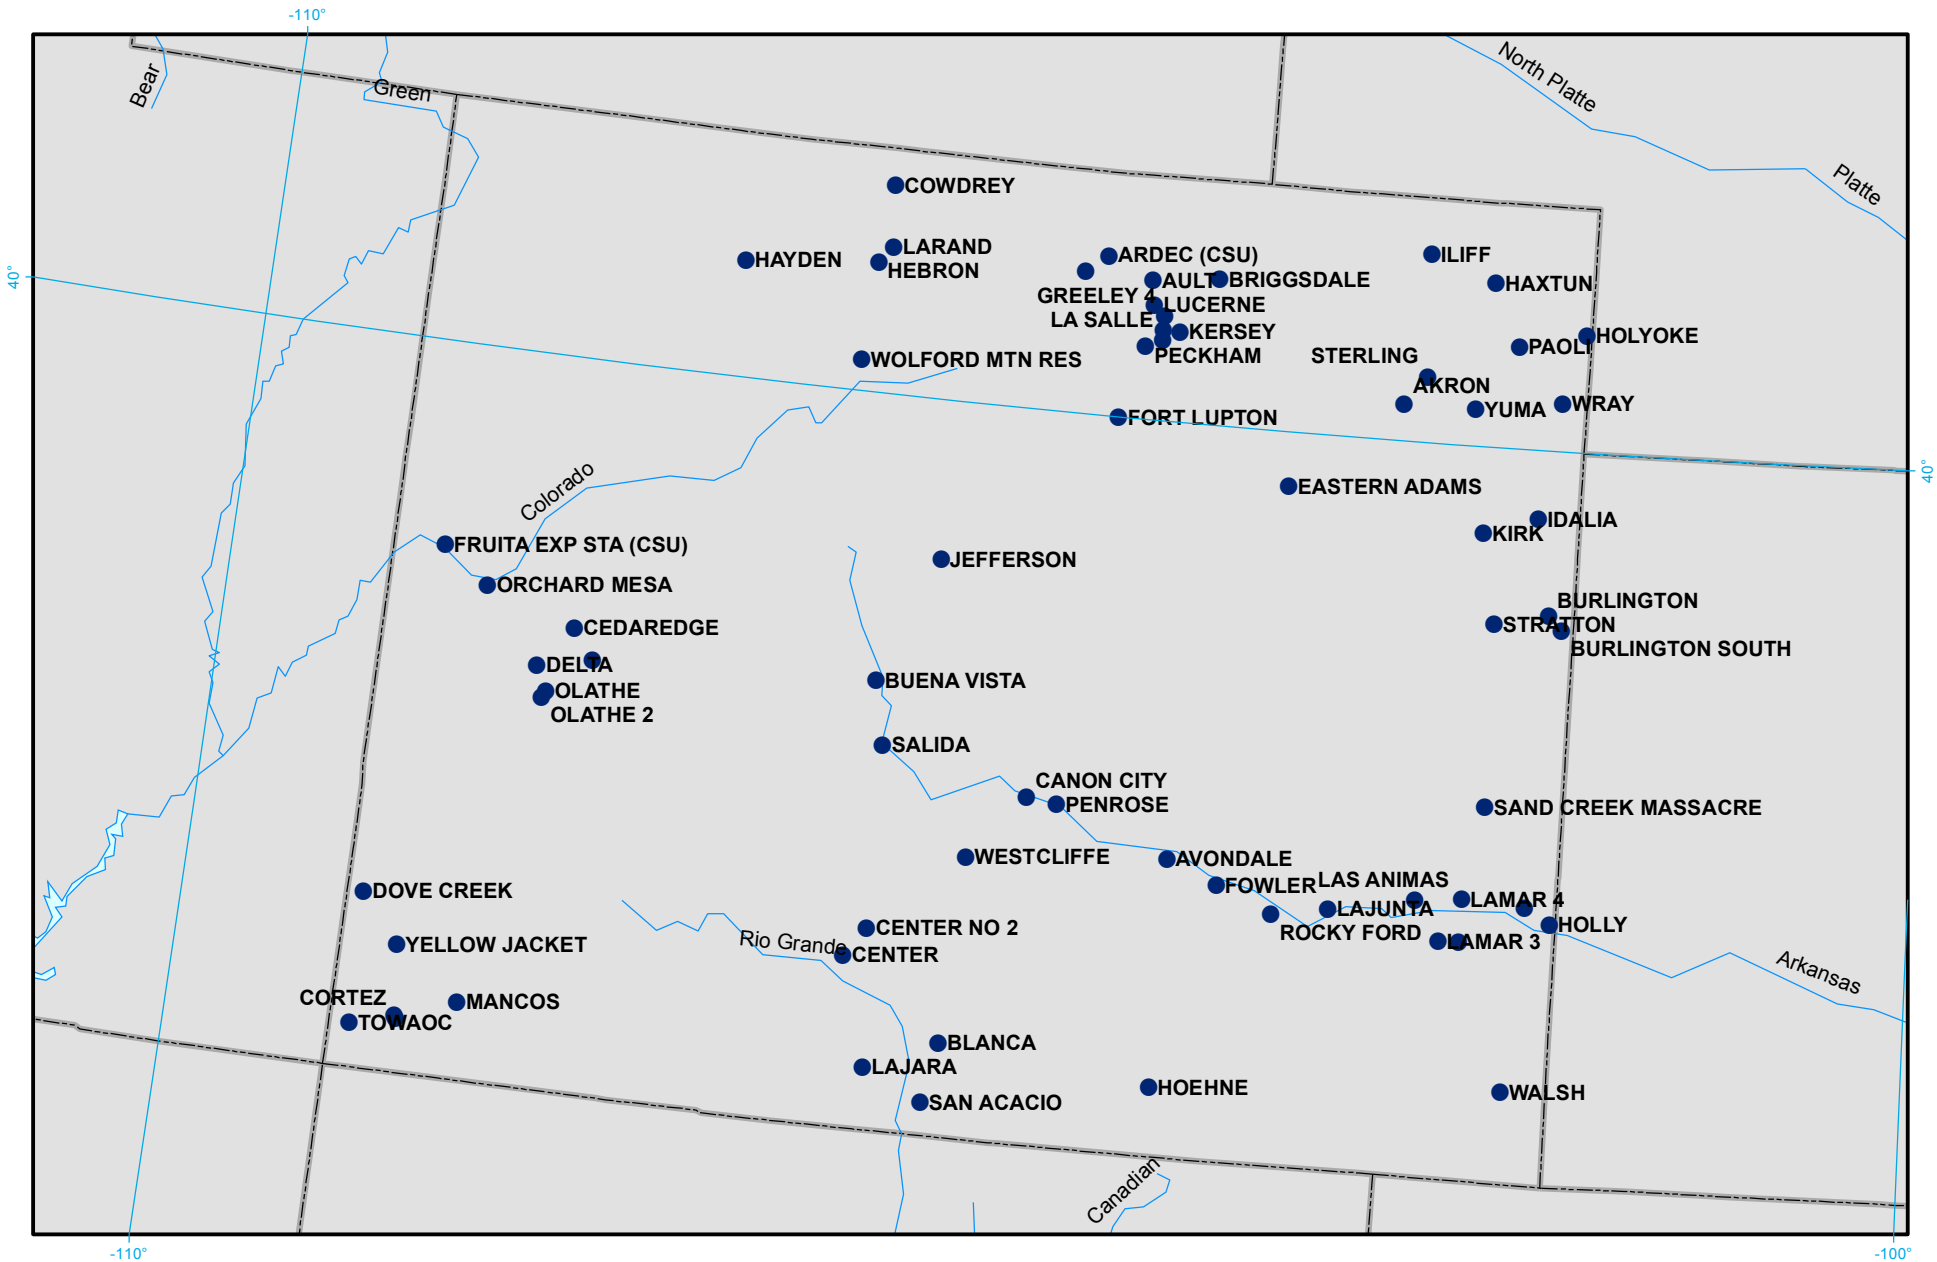 -110°
Bear
Green
North Platte
Platte
COWDREY
LARAND
HAYDEN
HEBRON
ARDEC (CSU)
ILIFF
AULT
BRIGGSDALE
HAXTUN
GREELEY 4
LUCERNE
LA SALLE
KERSEY
HOLYOKE
PAOLI
PECKHAM
STERLING
WOLFORD MTN RES
AKRON
YUMA
WRAY
FORT LUPTON
40°
40°
Colorado
EASTERN ADAMS
IDALIA
KIRK
FRUITA EXP STA (CSU)
JEFFERSON
ORCHARD MESA
BURLINGTON
STRATTON
CEDAREDGE
BURLINGTON SOUTH
DELTA
BUENA VISTA
OLATHE
OLATHE 2
SALIDA
CANON CITY
PENROSE
SAND CREEK MASSACRE
WESTCLIFFE
AVONDALE
FOWLER
LAS ANIMAS
DOVE CREEK
LAMAR 4
LAJUNTA
HOLLY
CENTER NO 2
ROCKY FORD
LAMAR 3
Rio Grande
YELLOW JACKET
CENTER
Arkansas
CORTEZ
MANCOS
TOWAOC
BLANCA
LAJARA
HOEHNE
WALSH
SAN ACACIO
Canadian
-110°
-100°